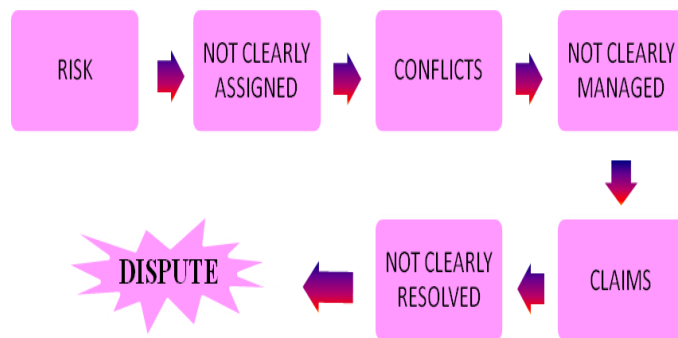 RISK
NOT CLEARLY
ASSIGNED
CONFLICTS
NOT CLEARLY
MANAGED
CLAIMS
NOT CLEARLY
RESOLVED
DISPUTE